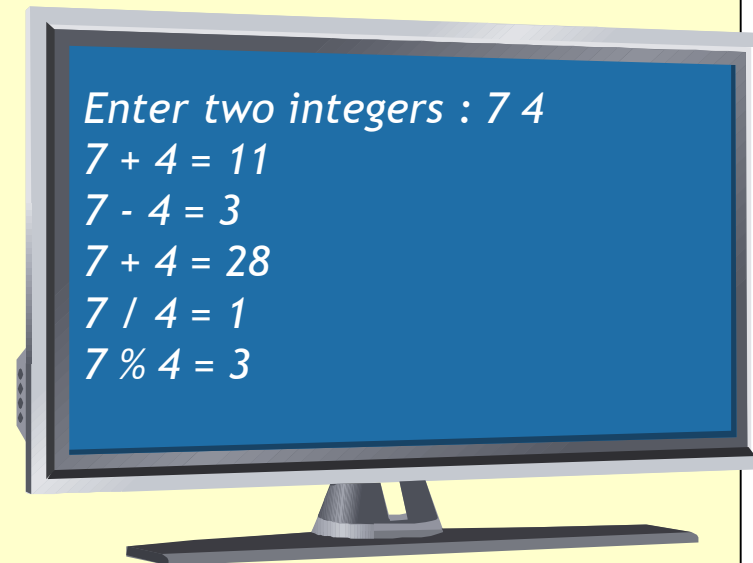 Enter two integers : 7 4
7 + 4 = 11
7 - 4 = 3
7 + 4 = 28
7 / 4 = 1
7 % 4 = 3